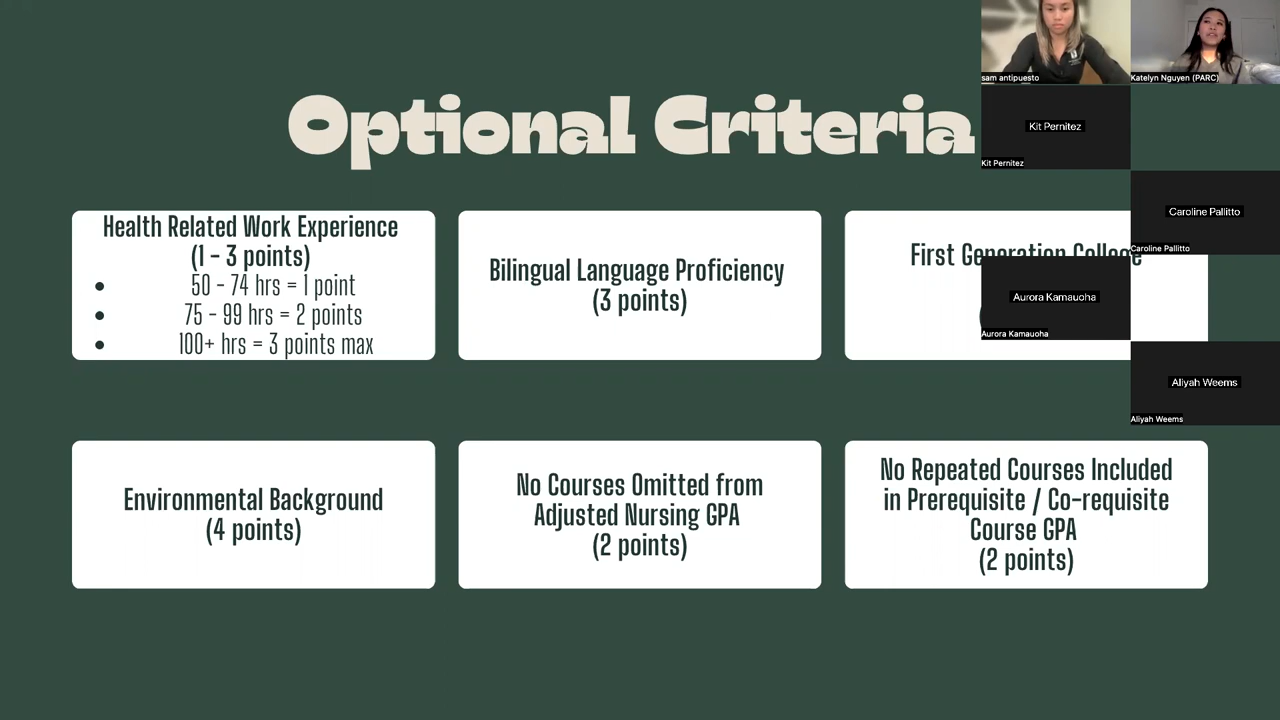 Optional Criteria
Health Related Work Experience
(1 - 3 points)
50 - 74 hrs = 1 point
75 - 99 hrs = 2 points
100+ hrs = 3 points max
Bilingual Language Proficiency
(3 points)
First Generation College
Environmental Background
(4 points)
No Courses Omitted from
Adjusted Nursing GPA
(2 points)
No Repeated Courses Included
in Prerequisite / Co-requisite
Course GPA
(2 points)
sam antipuesto
Katelyn Nguyen (PARC)
Kit Pernitez
Kit Pernitez
Caroline Pallitto
Caroline Pallitto
Aurora Kamauoha
Aurora Kamauoha
Aliyah Weems
Aliyah Weems